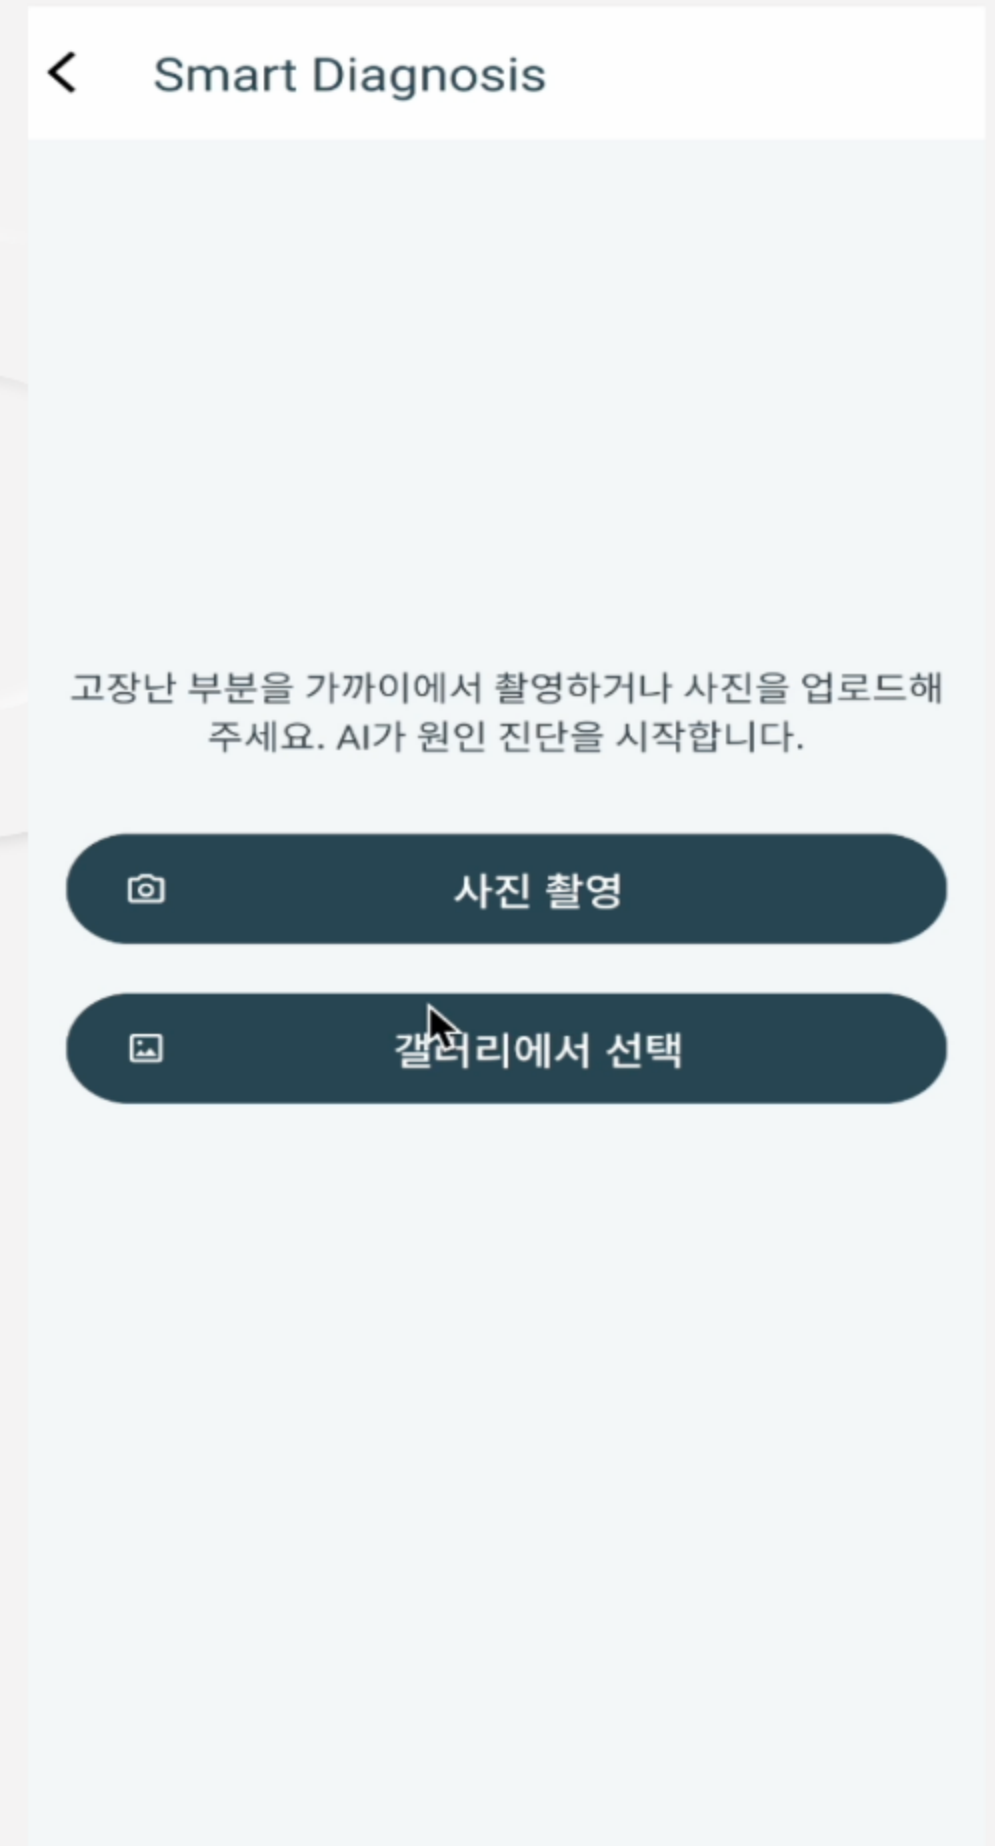 Smart Diagnosis
고장난 부분을 가까이에서 촬영하거나 사진을 업로드해
주세요. AI가 원인 진단을 시작합니다.
사진 촬영
갤러리에서 선택